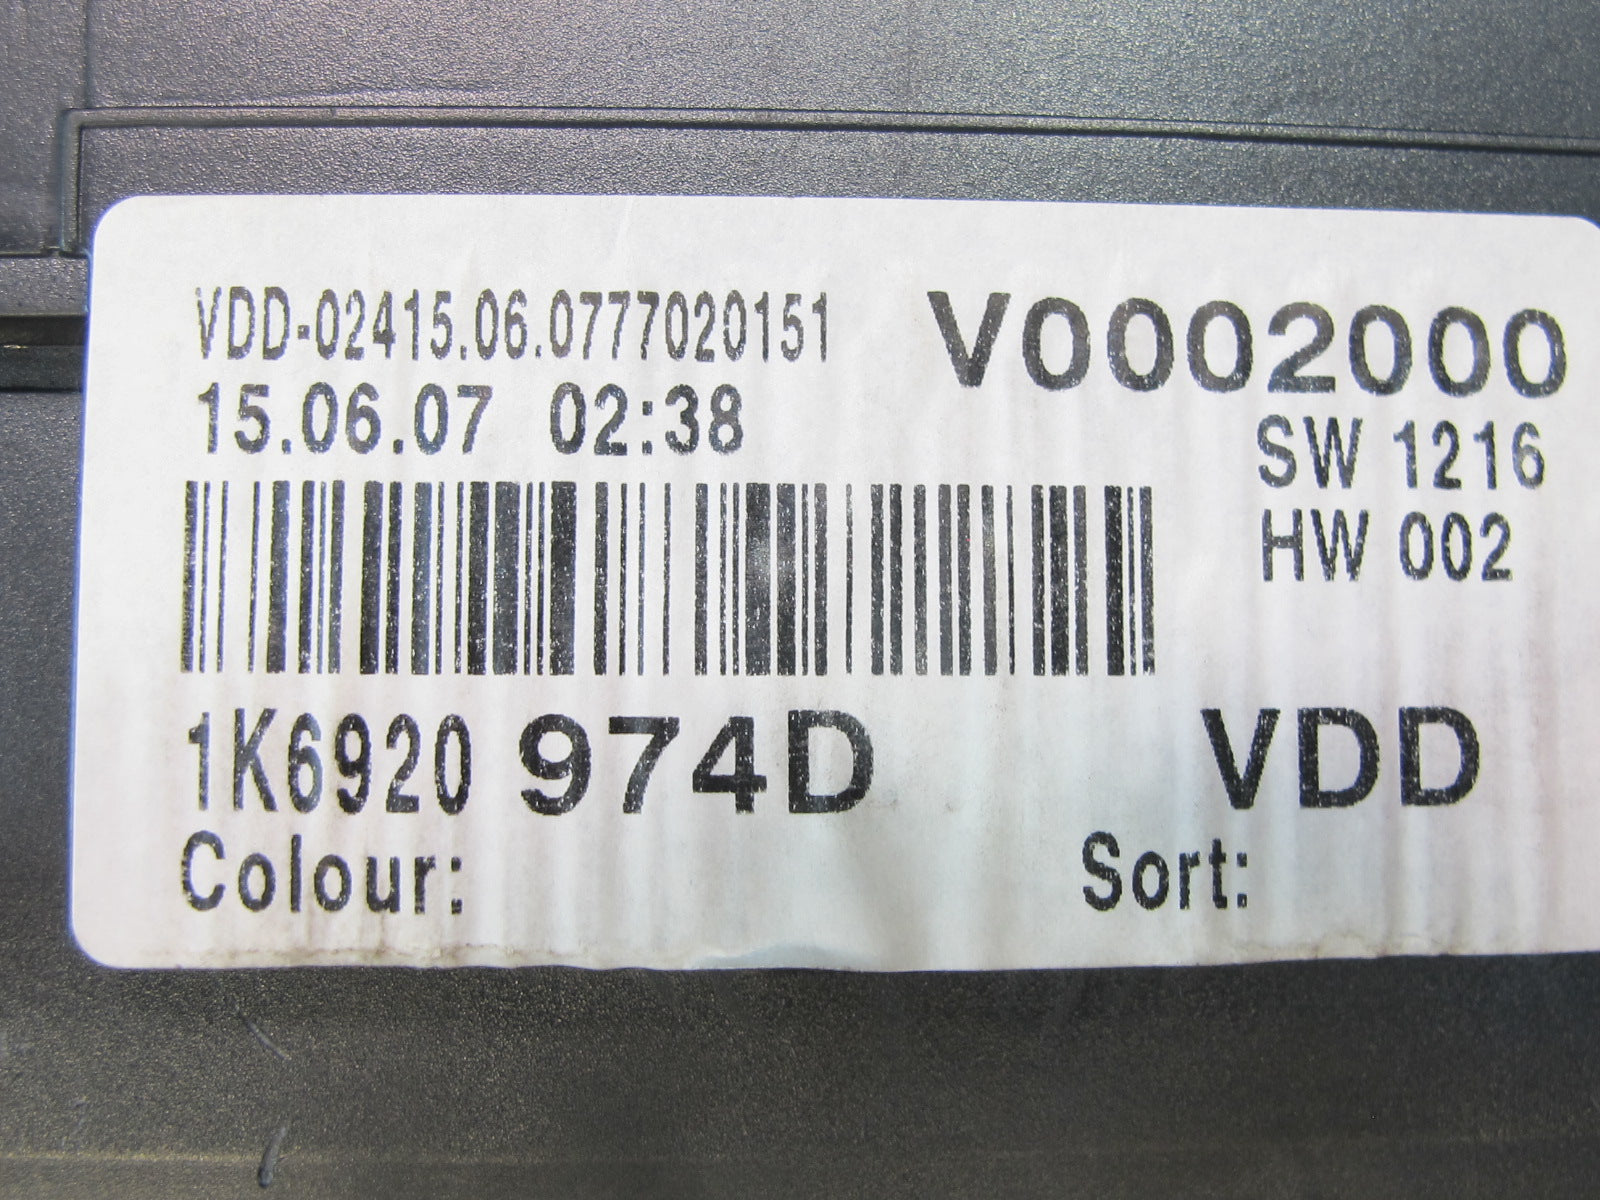 VDD-02415.06.0777020151 V0002000
15.06.07 02:38 SW 1216
HW 002
1K6920 974D VDD
Colour: Sort: